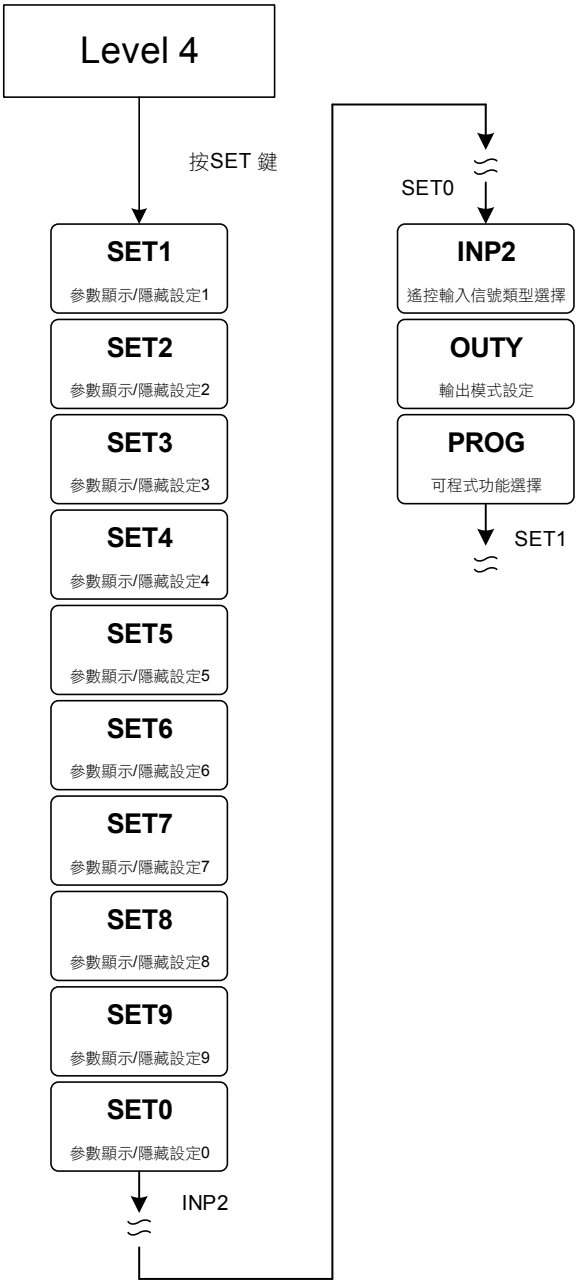 Level 4
按SET 鍵
SET1
參數顯示/隱藏設定1
SET2
參數顯示/隱藏設定2
SET3
參數顯示/隱藏設定3
SET4
參數顯示/隱藏設定4
SET5
參數顯示/隱藏設定5
SET6
參數顯示/隱藏設定6
SET7
參數顯示/隱藏設定7
SET8
參數顯示/隱藏設定8
SET9
參數顯示/隱藏設定9
SET0
參數顯示/隱藏設定0
INP2
SET0
INP2
遙控輸入信號類型選擇
OUTY
輸出模式設定
PROG
可程式功能選擇
SET1